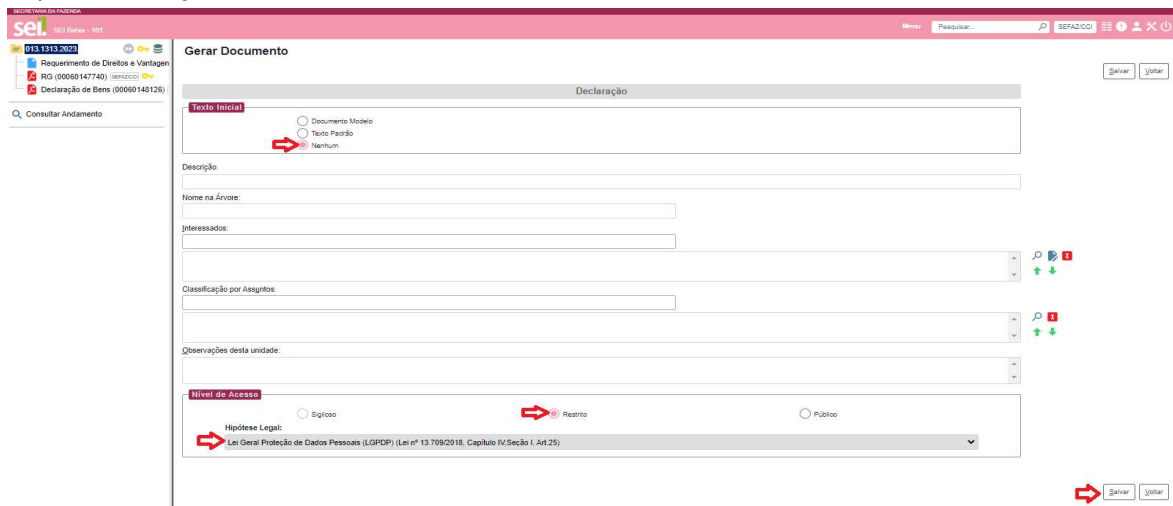 SECRETARIA DA FAZENDA
sei! SEI Bahia - 161
Menu Pesquisar... SEFAZ/CCI
013.1313.2023.
Requerimento de Direitos e Vantagen
RG (00060147740) SEFAZ/CCI
Declaração de Bens (00060148126)
Consultar Andamento
Gerar Documento
Salvar Voltar
Declaração
Texto Inicial
Documento Modelo
Texto Padrão
Nenhum
Descrição:
Nome na Árvore:
Interessados:
Classificação por Assuntos:
Observações desta unidade:
Nível de Acesso
Sigiloso Restrito Público
Hipótese Legal:
Lei Geral Proteção de Dados Pessoais (LGPDP) (Lei nº 13.709/2018, Capítulo IV,Seção I, Art.25)
Salvar Voltar